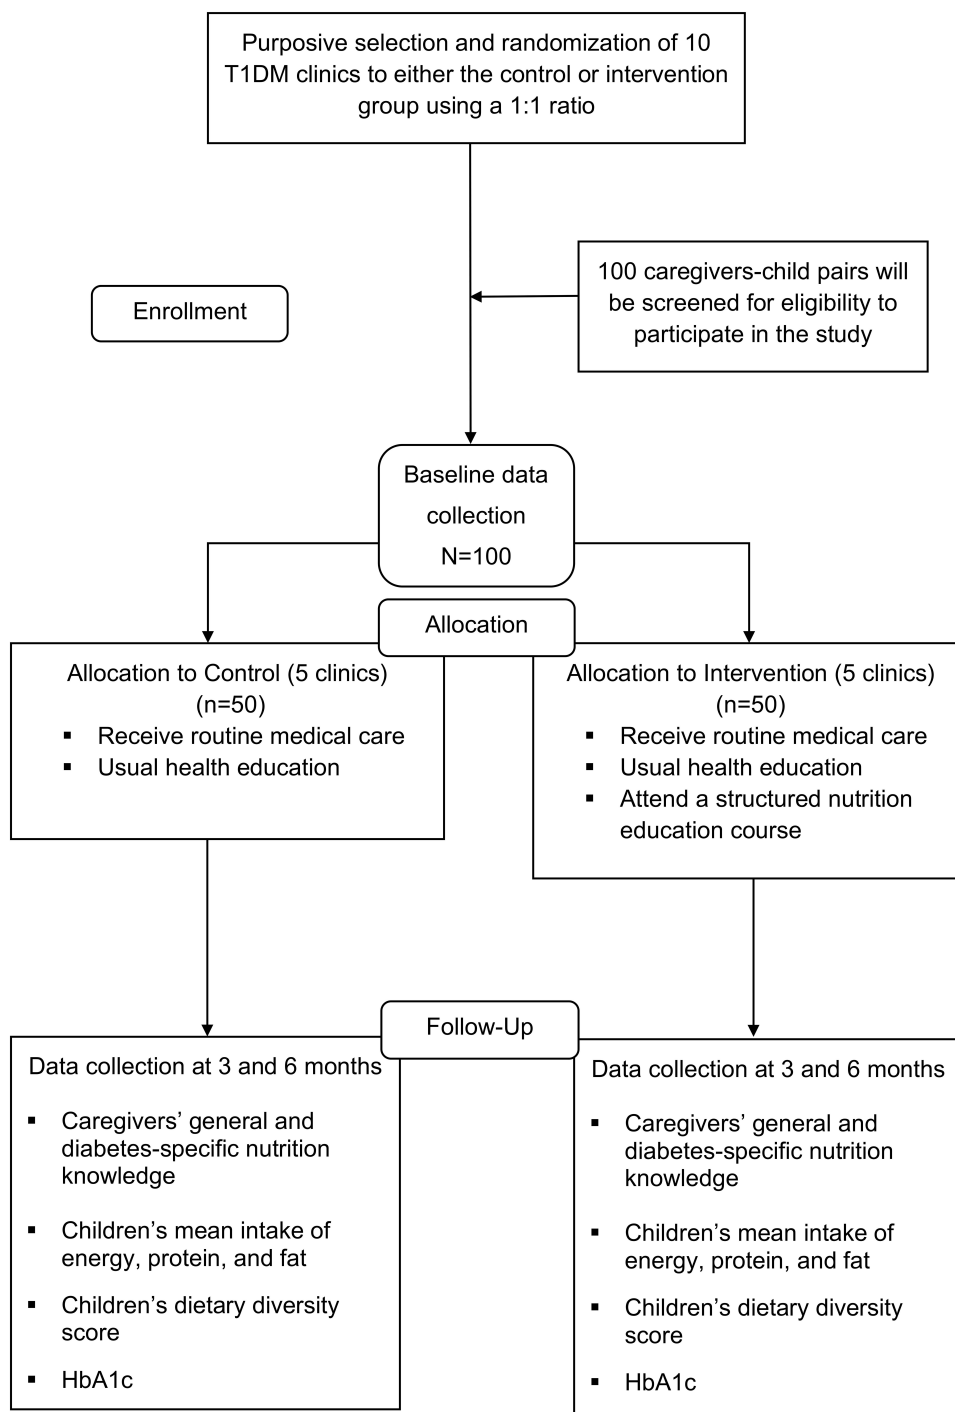 Purposive selection and randomization of 10
T1DM clinics to either the control or intervention
group using a 1:1 ratio
100 caregivers-child pairs will
be screened for eligibility to
participate in the study
Enrollment
Baseline data
collection
N=100
Allocation
Allocation to Control (5 clinics)
(n=50)
▪ Receive routine medical care
▪ Usual health education
Allocation to Intervention (5 clinics)
(n=50)
▪ Receive routine medical care
▪ Usual health education
▪ Attend a structured nutrition
education course
Follow-Up
Data collection at 3 and 6 months
▪ Caregivers’ general and
diabetes-specific nutrition
knowledge
▪ Children’s mean intake of
energy, protein, and fat
▪ Children’s dietary diversity
score
▪ HbA1c
Data collection at 3 and 6 months
▪ Caregivers’ general and
diabetes-specific nutrition
knowledge
▪ Children’s mean intake of
energy, protein, and fat
▪ Children’s dietary diversity
score
▪ HbA1c